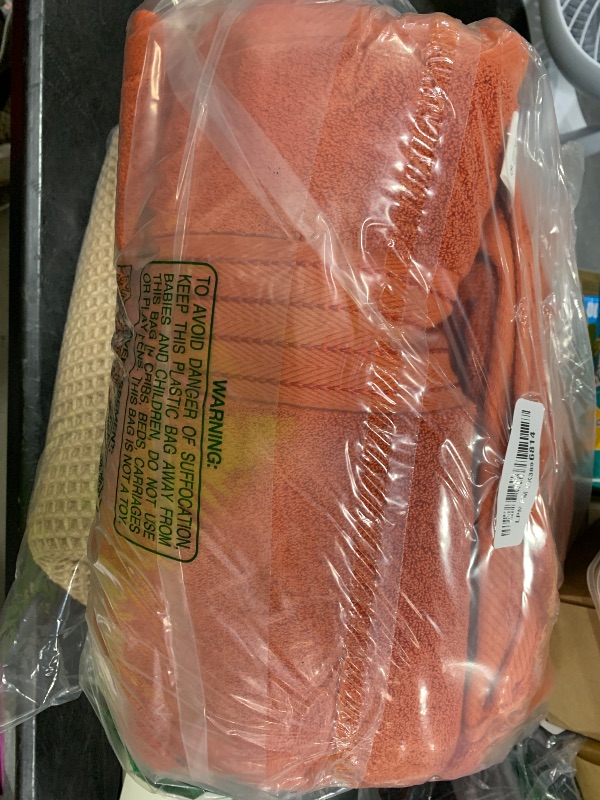 WARNING:
TO AVOID DANGER OF SUFFOCATION,
KEEP THIS PLASTIC BAG AWAY FROM
BABIES AND CHILDREN. DO NOT USE
THIS BAG IN CRIBS, BEDS, CARRIAGES
OR PLAY PENS. THIS BAG IS NOT A TOY.